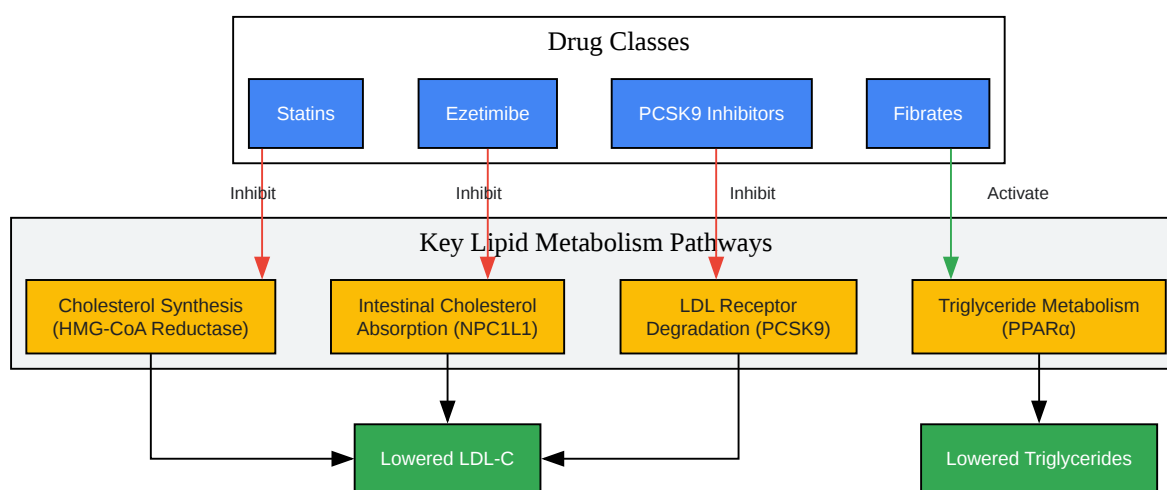 Drug Classes
Statins
Ezetimibe
PCSK9 Inhibitors
Fibrates
Inhibit
Inhibit
Inhibit
Activate
Key Lipid Metabolism Pathways
Cholesterol Synthesis
(HMG-CoA Reductase)
Intestinal Cholesterol
Absorption (NPC1L1)
LDL Receptor
Degradation (PCSK9)
Triglyceride Metabolism
(PPARα)
Lowered LDL-C
Lowered Triglycerides